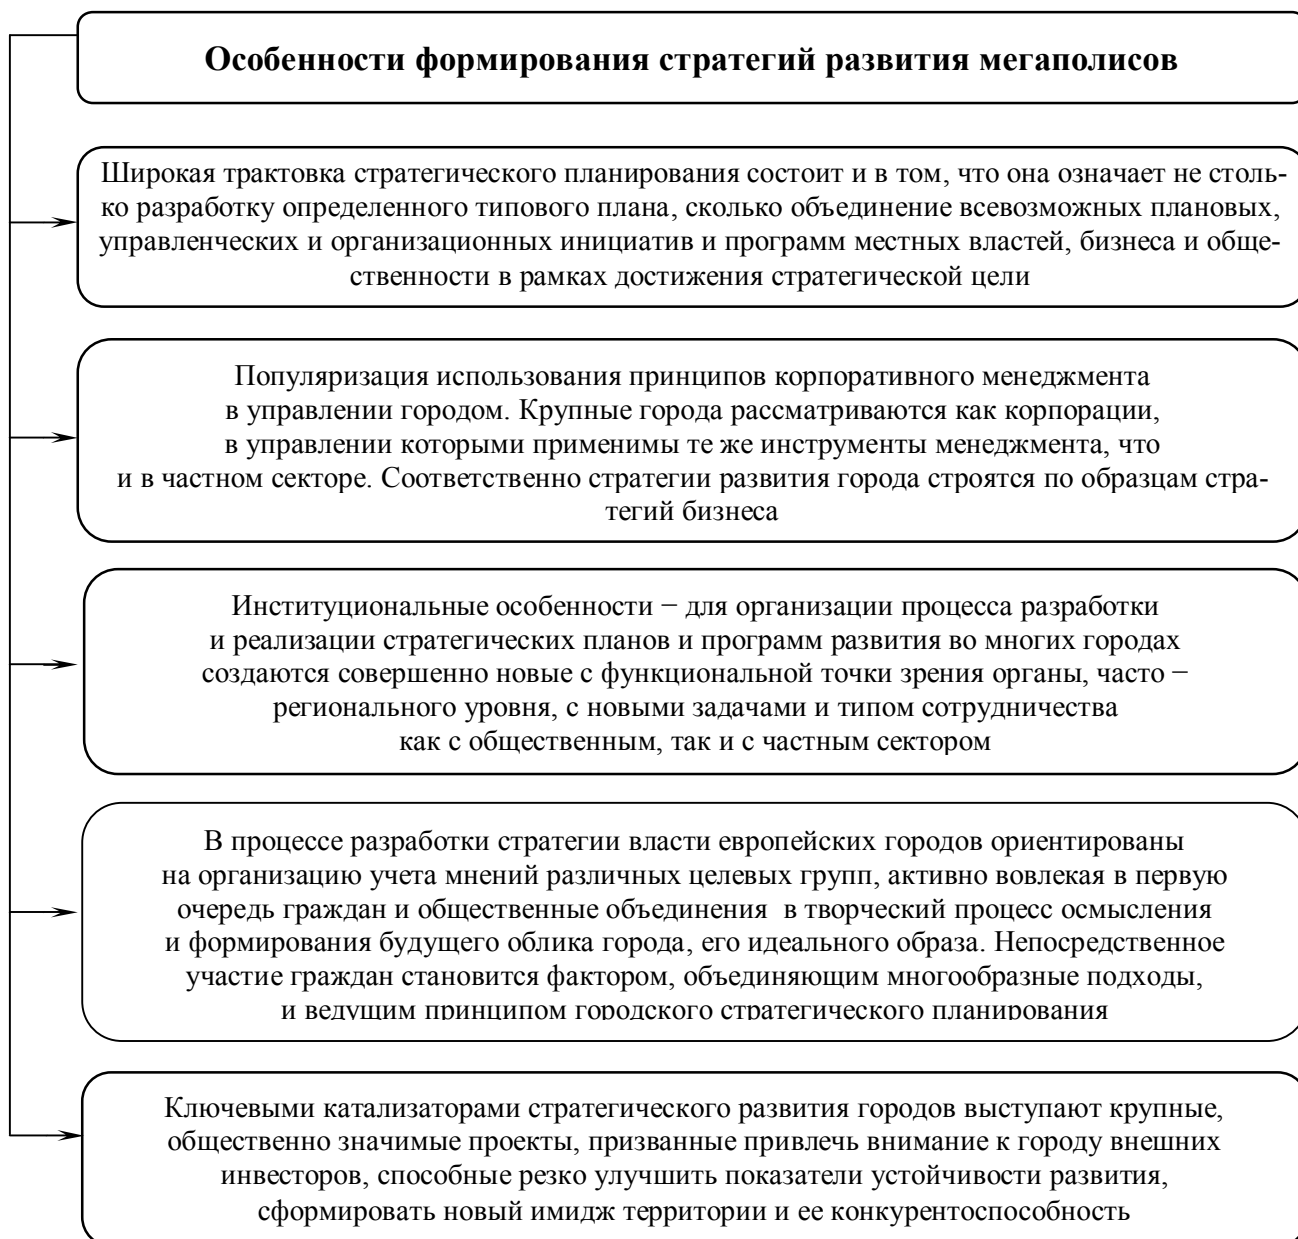 Особенности формирования стратегий развития мегаполисов
Широкая трактовка стратегического планирования состоит и в том, что она означает не столь-
ко разработку определенного типового плана, сколько объединение всевозможных плановых,
управленческих и организационных инициатив и программ местных властей, бизнеса и обще-
ственности в рамках достижения стратегической цели
Популяризация использования принципов корпоративного менеджмента
в управлении городом. Крупные города рассматриваются как корпорации,
в управлении которыми применимы те же инструменты менеджмента, что
и в частном секторе. Соответственно стратегии развития города строятся по образцам стра-
тегий бизнеса
Институциональные особенности − для организации процесса разработки
и реализации стратегических планов и программ развития во многих городах
создаются совершенно новые с функциональной точки зрения органы, часто −
регионального уровня, с новыми задачами и типом сотрудничества
как с общественным, так и с частным сектором
В процессе разработки стратегии власти европейских городов ориентированы
на организацию учета мнений различных целевых групп, активно вовлекая в первую
очередь граждан и общественные объединения в творческий процесс осмысления
и формирования будущего облика города, его идеального образа. Непосредственное
участие граждан становится фактором, объединяющим многообразные подходы,
и ведущим принципом городского стратегического планирования
Ключевыми катализаторами стратегического развития городов выступают крупные,
общественно значимые проекты, призванные привлечь внимание к городу внешних
инвесторов, способные резко улучшить показатели устойчивости развития,
сформировать новый имидж территории и ее конкурентоспособность